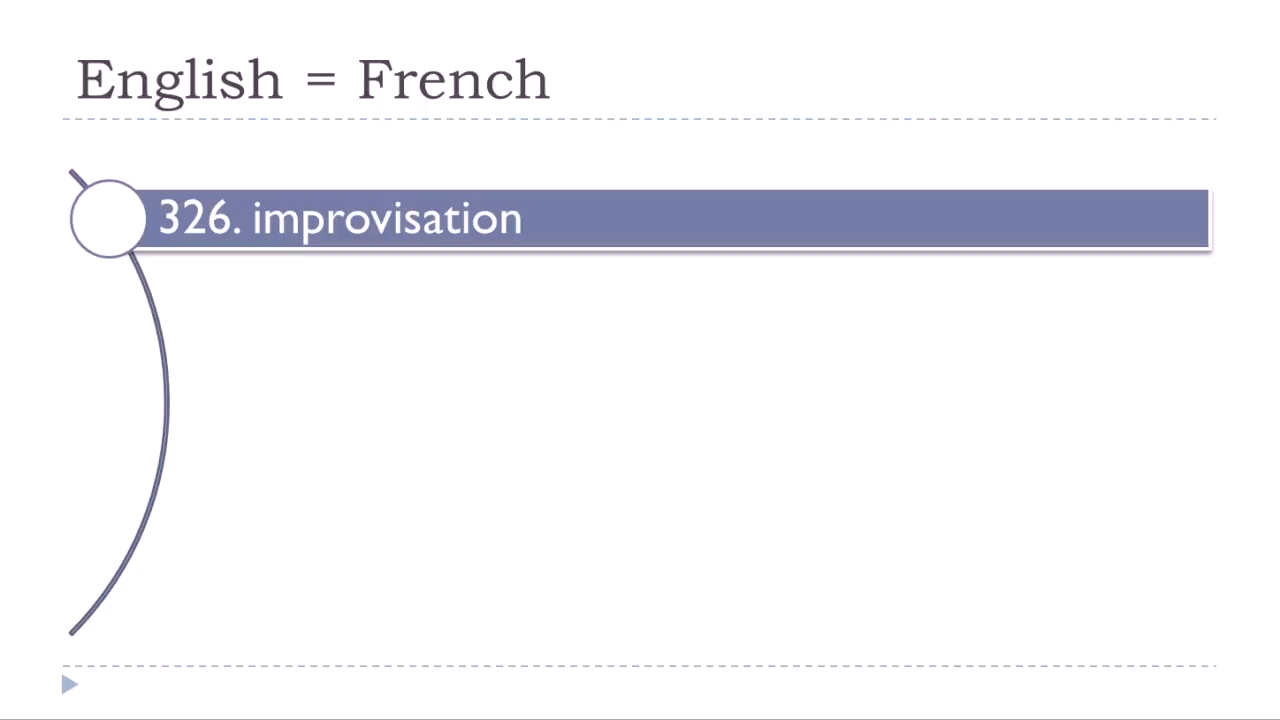 English = French
326. improvisation